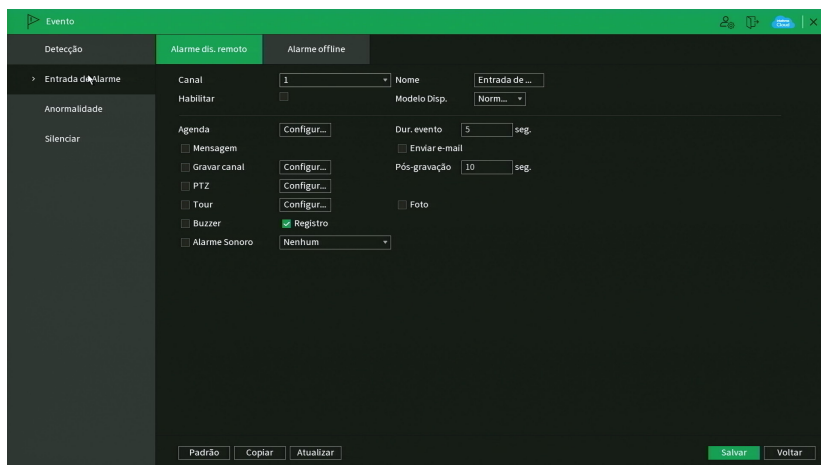 Evento
Detecção
Entrada de Alarme
Anormalidade
Silenciar
Alarme dis. remoto Alarme offline
Canal 1 Nome Entrada de ...
Habilitar Modelo Disp. Norm...
Agenda Configur... Dur. evento 5 seg.
Mensagem Enviar e-mail
Gravar canal Configur... Pós-gravação 10 seg.
PTZ Configur...
Tour Configur... Foto
Buzzer Registro
Alarme Sonoro Nenhum
Padrão Copiar Atualizar Salvar Voltar